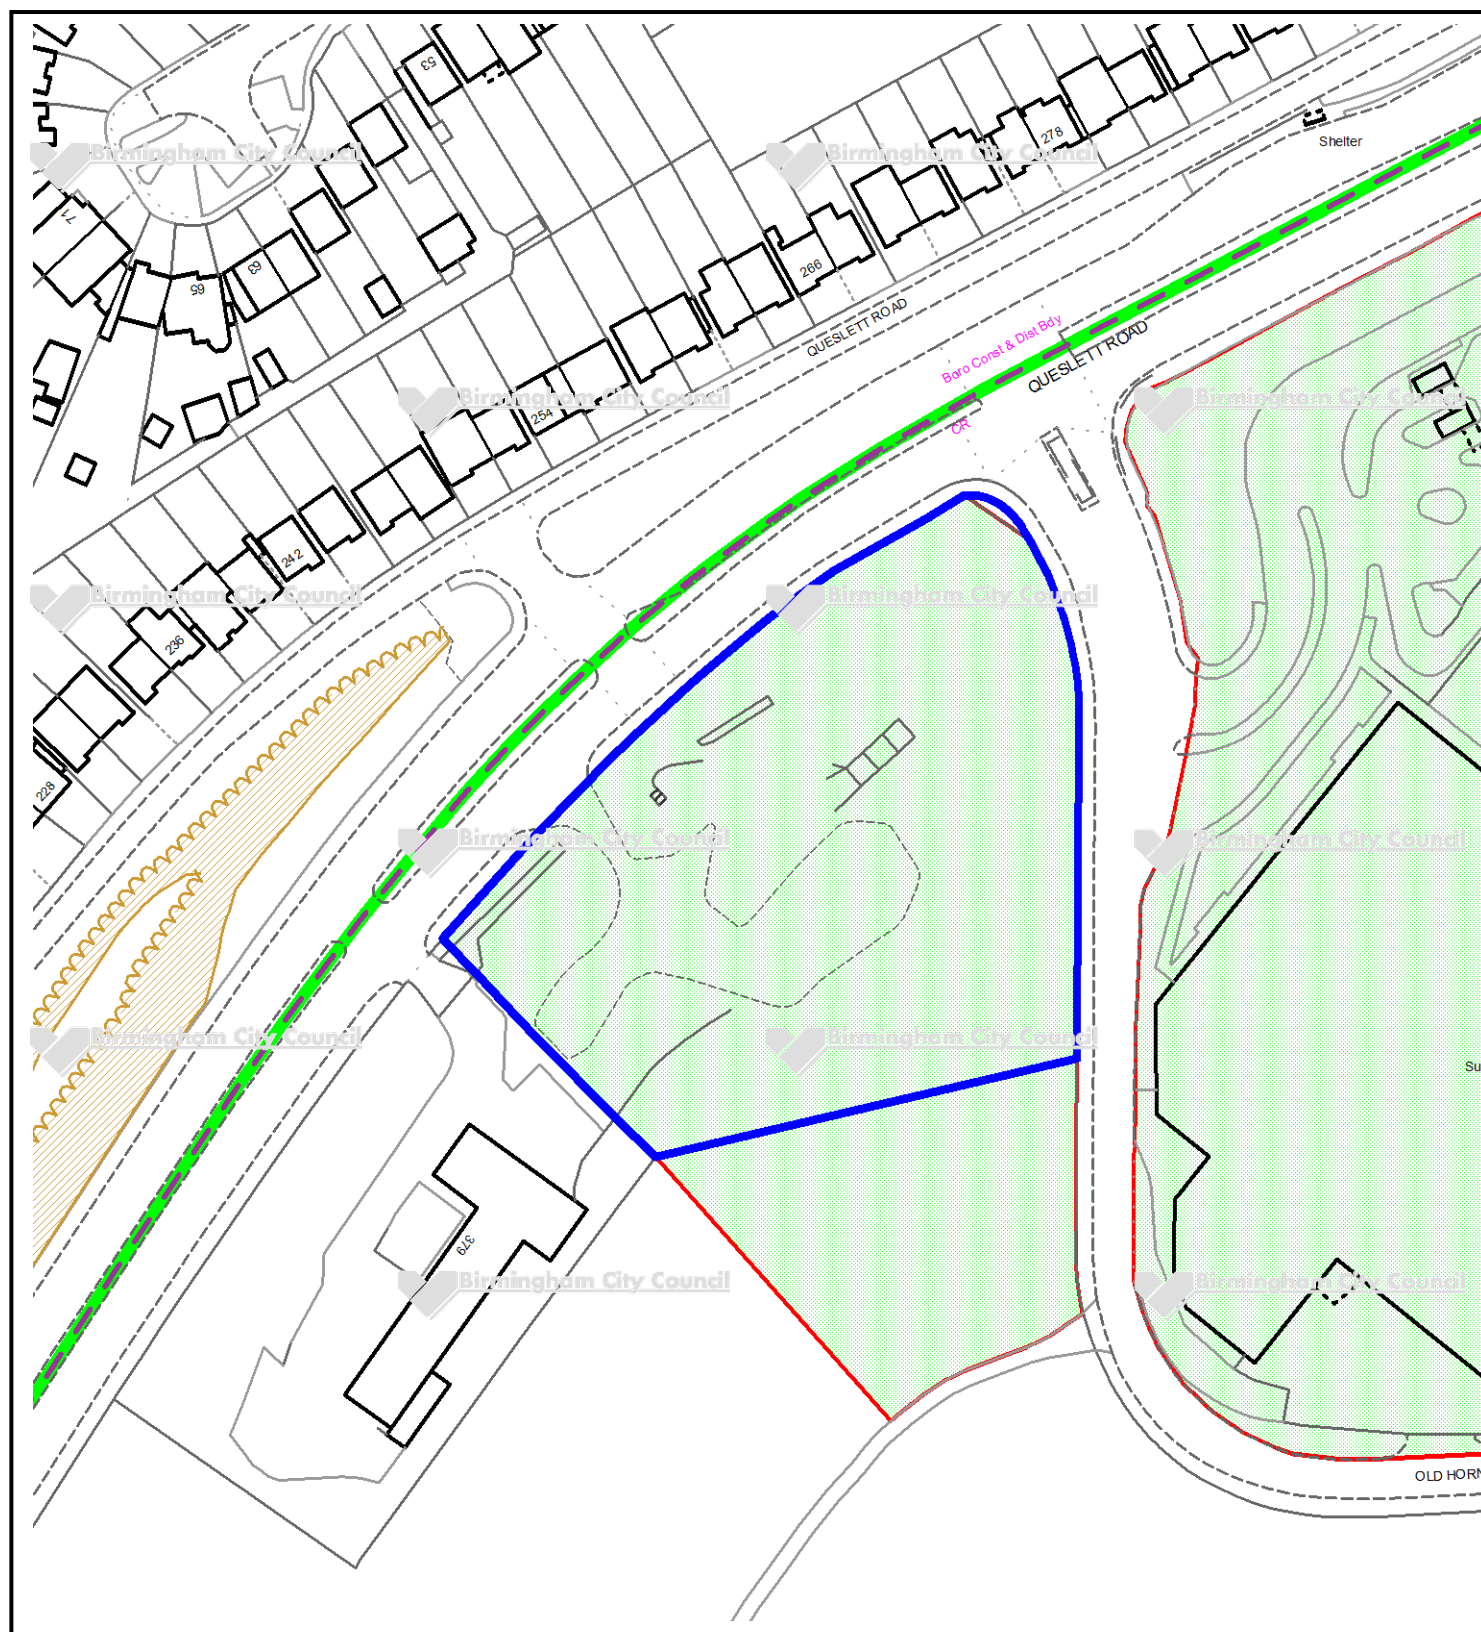 53
278
Shelter
Birmingham City Council
Birmingham City Council
71
63
65
266
QUESLETT ROAD
Boro Const & Dist Bdy
QUESLETT ROAD
Birmingham City Council
Birmingham City Council
254
CR
242
Birmingham City Council
Birmingham City Council
236
228
Birmingham City Council
Birmingham City Council
Birmingham City Council
Birmingham City Council
Su
379
Birmingham City Council
Birmingham City Council
OLD HORN